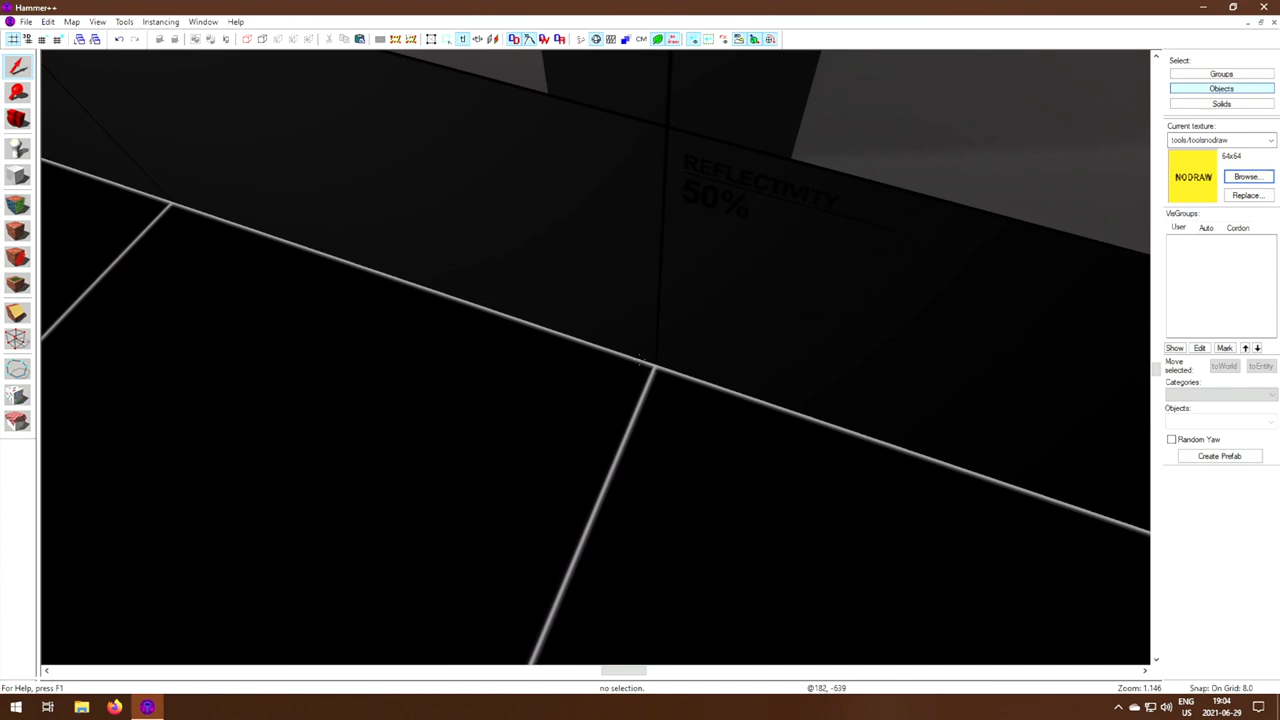 Hammer++
File Edit Map View Tools Instancing Window Help
3D
tl
CM
Select:
Groups
Objects
Solids
Current texture:
tools/toolsnodraw
64x64
NODRAW
Browse...
Replace...
VisGroups:
User Auto Cordon
Show Edit Mark
Move selected: toWorld toEntity
Categories:
Objects:
Random Yaw
Create Prefab
REFLECTIVITY
50%
For Help, press F1 no selection. @182, -639 Zoom: 1.146 Snap: On Grid: 8.0
ENG 19:04
US 2021-06-29